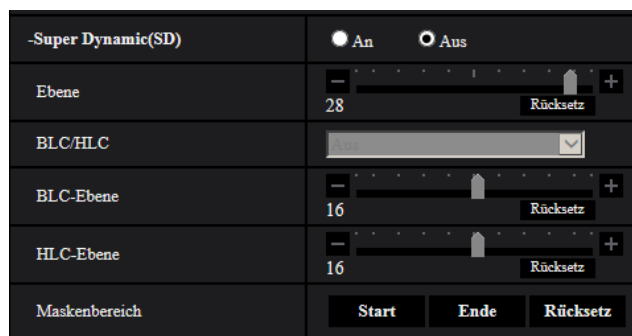 -Super Dynamic(SD) An Aus
Ebene 28 Rücksetz
BLC/HLC Aus
BLC-Ebene 16 Rücksetz
HLC-Ebene 16 Rücksetz
Maskenbereich Start Ende Rücksetz